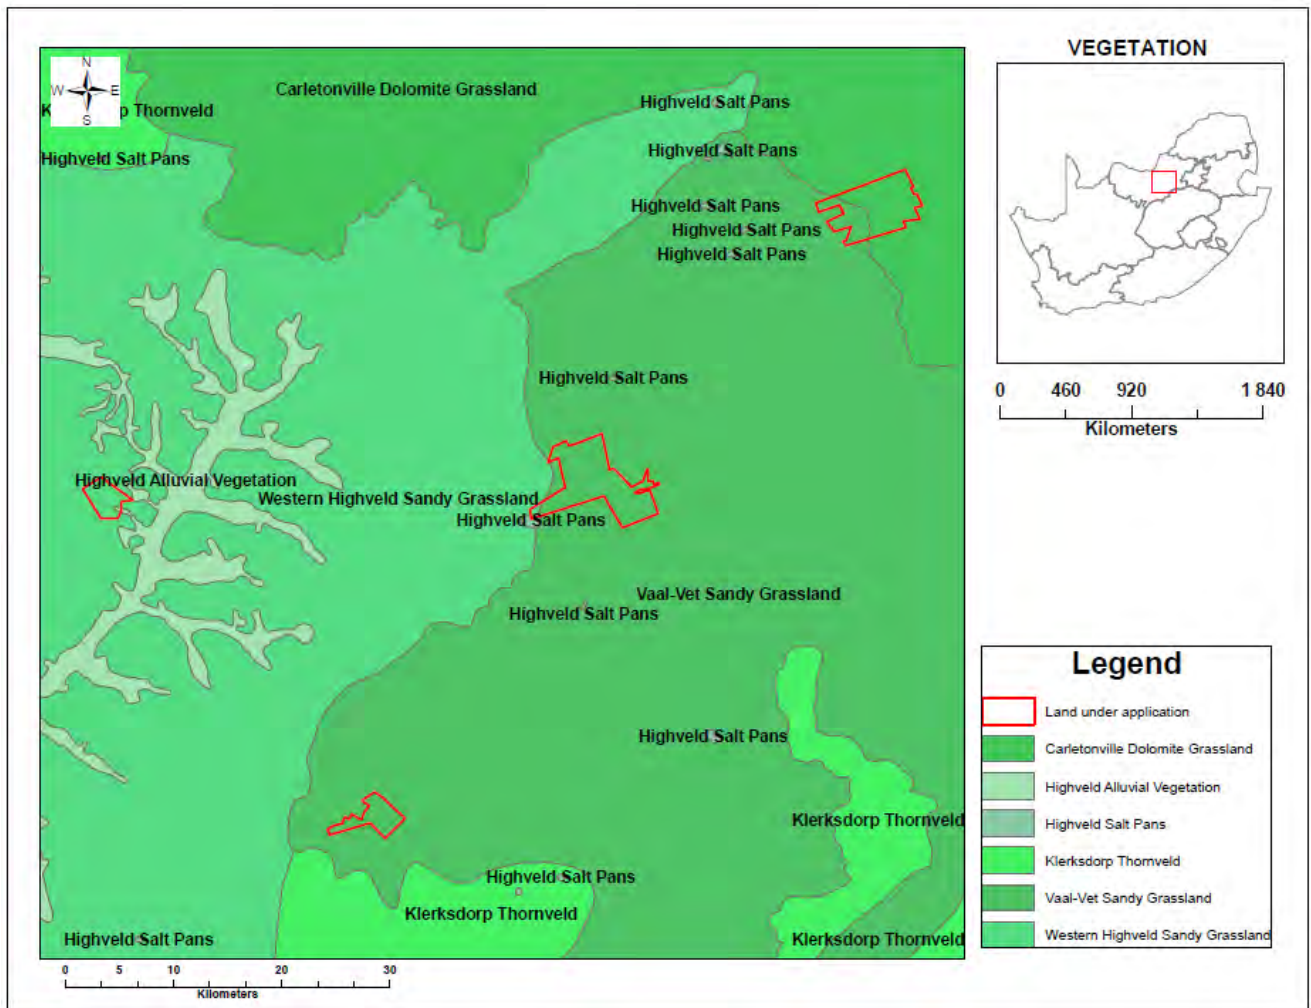 VEGETATION
N
W E
S
Carletonville Dolomite Grassland
Highveld Salt Pans
K p Thornveld
Highveld Salt Pans
Highveld Salt Pans
Highveld Salt Pans
Highveld Salt Pans
Highveld Salt Pans
Highveld Salt Pans
0 460 920 1 840
Kilometers
Highveld Alluvial Vegetation
Western Highveld Sandy Grassland
Highveld Salt Pans
Vaal-Vet Sandy Grassland
Highveld Salt Pans
Highveld Salt Pans
Klerksdorp Thornveld
Highveld Salt Pans
Klerksdorp Thornveld
Highveld Salt Pans
Klerksdorp Thornveld
0 5 10 20 30
Kilometers
Legend
Land under application
Carletonville Dolomite Grassland
Highveld Alluvial Vegetation
Highveld Salt Pans
Klerksdorp Thornveld
Vaal-Vet Sandy Grassland
Western Highveld Sandy Grassland